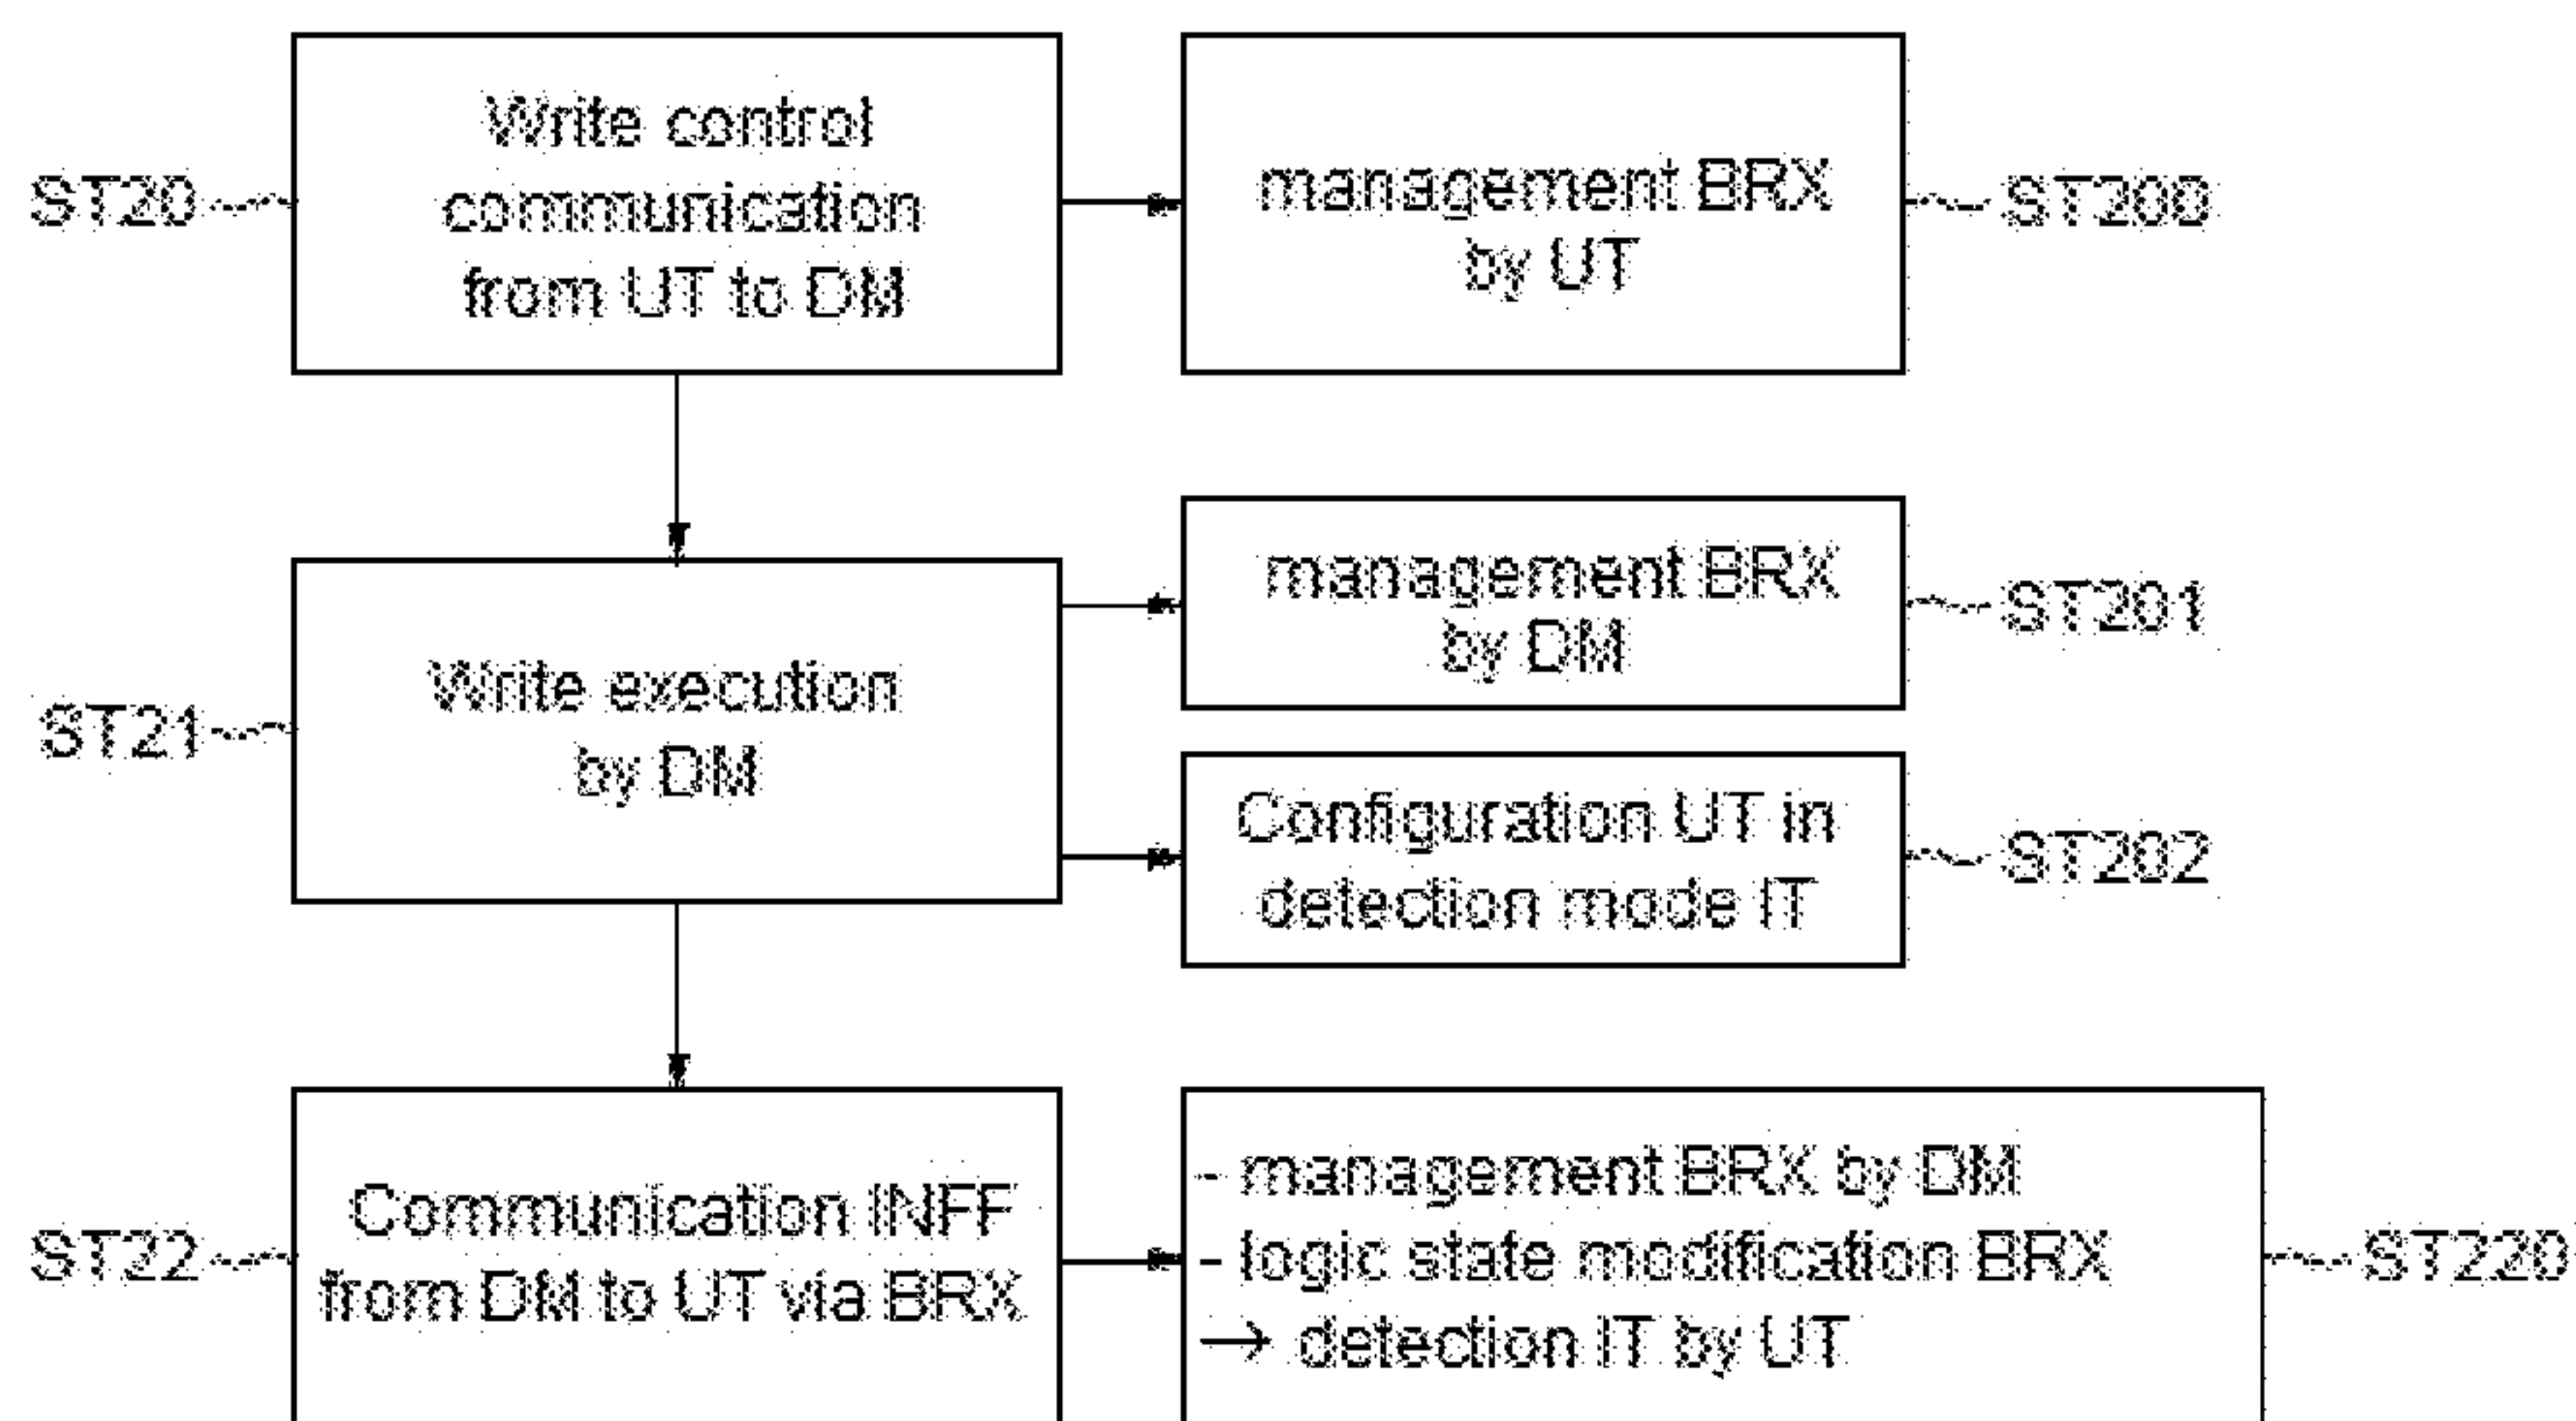 Write control
communication
from UT to DM
ST20
management BRX
by UT
ST200
management BRX
by DM
ST201
Write execution
by DM
ST21
Configuration UT in
detection mode IT
ST202
Communication INFF
from DM to UT via BRX
ST22
- management BRX by DM
- logic state modification BRX
→ detection IT by UT
ST220